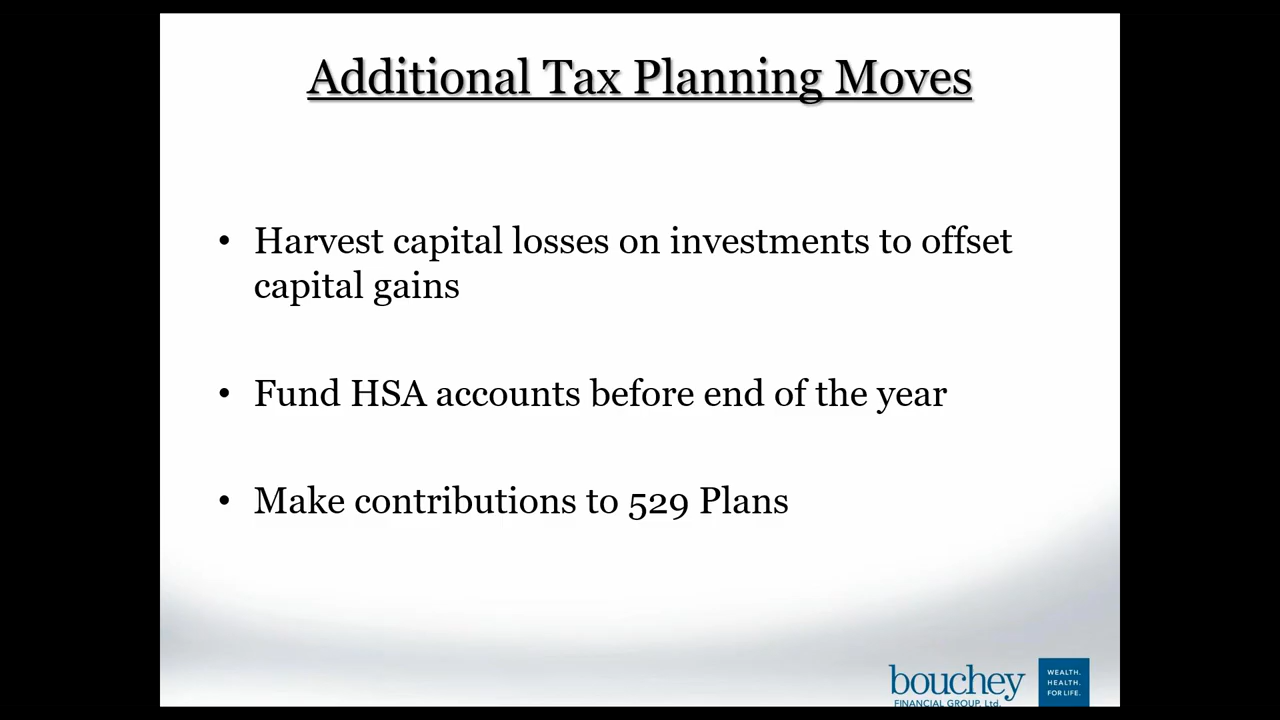 Additional Tax Planning Moves
• Harvest capital losses on investments to offset
capital gains
• Fund HSA accounts before end of the year
• Make contributions to 529 Plans
bouchey
FINANCIAL GROUP, Ltd.
WEALTH.
HEALTH.
FOR LIFE.